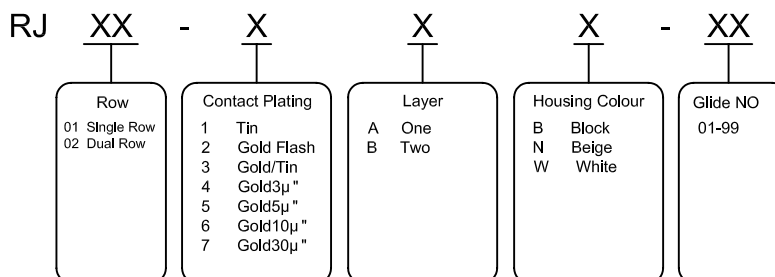 RJ XX - X X X - XX
Row
01 SIngle Row
02 Dual Row
Contact Plating
1 Tin
2 Gold Flash
3 Gold/Tin
4 Gold3µ"
5 Gold5µ"
6 Gold10µ"
7 Gold30µ"
Layer
A One
B Two
Housing Colour
B Block
N Beige
W White
Glide NO
01-99